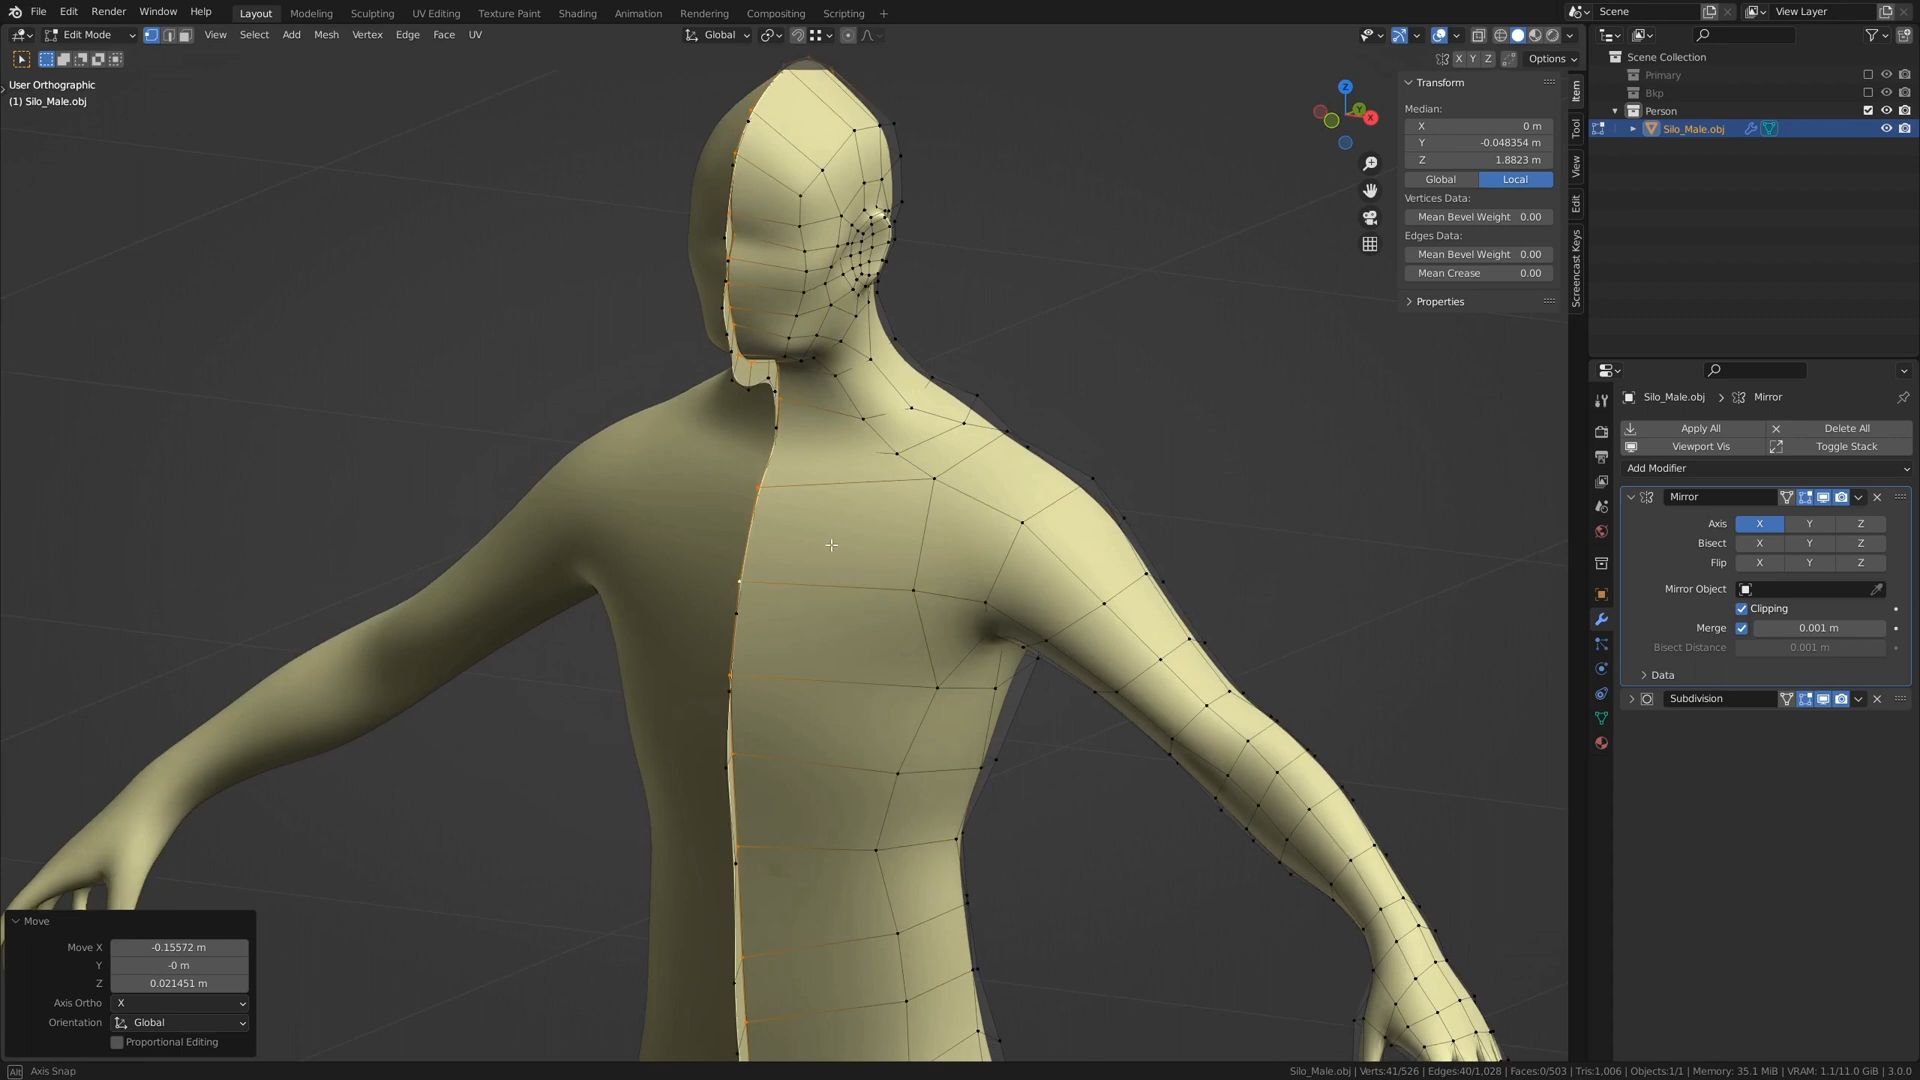 File Edit Render Window Help Layout Modeling Sculpting UV Editing Texture Paint Shading Animation Rendering Compositing Scripting + Scene View Layer
Edit Mode View Select Add Mesh Vertex Edge Face UV Global
X Y Z Options
User Orthographic
(1) Silo_Male.obj
Z
Y
X
Transform
Median:
X 0 m
Y -0.048354 m
Z 1.8823 m
Global Local
Vertices Data:
Mean Bevel Weight 0.00
Edges Data:
Mean Bevel Weight 0.00
Mean Crease 0.00
Properties
Item
Tool
View
Edit
Screencast Keys
Scene Collection
Primary
Bkp
Person
Silo_Male.obj
Silo_Male.obj > Mirror
Apply All Delete All
Viewport Vis Toggle Stack
Add Modifier
Mirror
Axis X Y Z
Bisect X Y Z
Flip X Y Z
Mirror Object
Clipping
Merge 0.001 m
Bisect Distance 0.001 m
Data
Subdivision
Move
Move X -0.15572 m
Y -0 m
Z 0.021451 m
Axis Ortho X
Orientation Global
Proportional Editing
Alt Axis Snap
Silo_Male.obj | Verts:41/526 | Edges:40/1,028 | Faces:0/503 | Tris:1,006 | Objects:1/1 | Memory: 35.1 MiB | VRAM: 1.1/11.0 GiB | 3.0.0